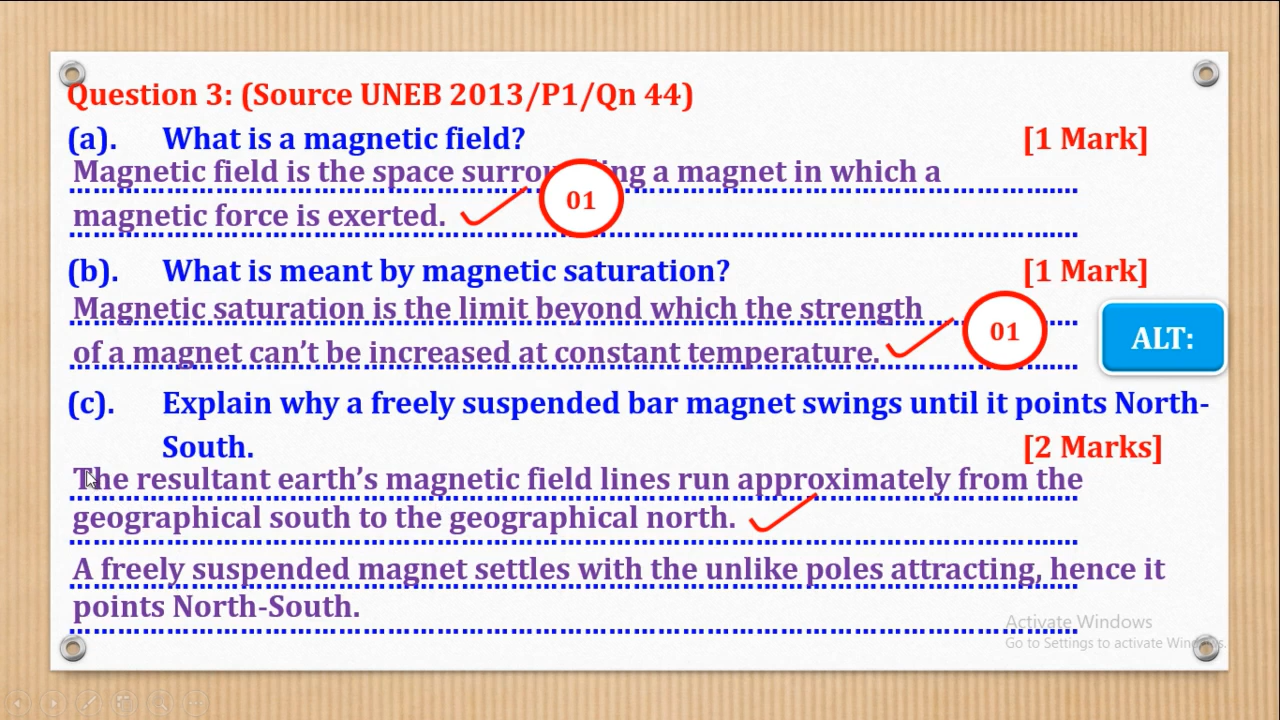 Question 3: (Source UNEB 2013/P1/Qn 44)
(a). What is a magnetic field? [1 Mark]
Magnetic field is the space surrounding a magnet in which a
magnetic force is exerted. 01
(b). What is meant by magnetic saturation? [1 Mark]
Magnetic saturation is the limit beyond which the strength
of a magnet can't be increased at constant temperature. 01
ALT:
(c). Explain why a freely suspended bar magnet swings until it points North-
South. [2 Marks]
The resultant earth's magnetic field lines run approximately from the
geographical south to the geographical north.
A freely suspended magnet settles with the unlike poles attracting, hence it
points North-South.
Activate Windows
Go to Settings to activate Windows.